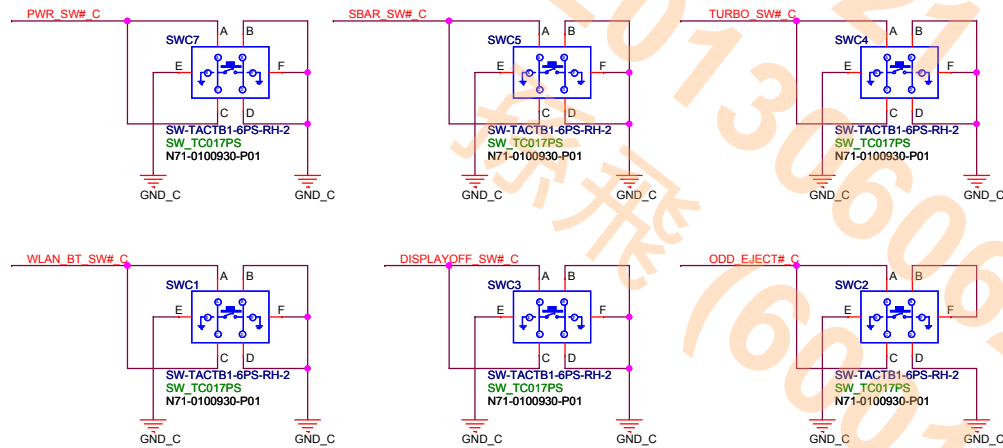 PWR_SW#_C
SBAR_SW#_C
TURBO_SW#_C
SWC7
A
B
E
F
C
D
SW-TACTB1-6PS-RH-2
SW_TC017PS
N71-0100930-P01
GND_C
GND_C
SWC5
A
B
E
F
C
D
SW-TACTB1-6PS-RH-2
SW_TC017PS
N71-0100930-P01
GND_C
GND_C
SWC4
A
B
E
F
C
D
SW-TACTB1-6PS-RH-2
SW_TC017PS
N71-0100930-P01
GND_C
GND_C
WLAN_BT_SW#_C
DISPLAYOFF_SW#_C
ODD_EJECT#_C
SWC1
A
B
E
F
C
D
SW-TACTB1-6PS-RH-2
SW_TC017PS
N71-0100930-P01
GND_C
GND_C
SWC3
A
B
E
F
C
D
SW-TACTB1-6PS-RH-2
SW_TC017PS
N71-0100930-P01
GND_C
GND_C
SWC2
A
B
E
F
C
D
SW-TACTB1-6PS-RH-2
SW_TC017PS
N71-0100930-P01
GND_C
GND_C